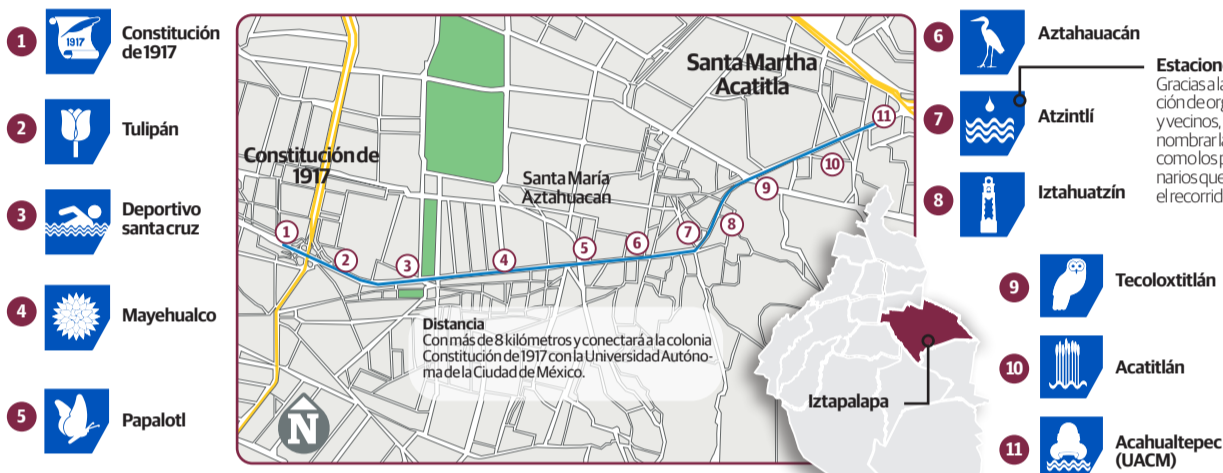 1
1917
Constitución
de 1917
2
Tulipán
3
Deportivo
santa cruz
4
Mayehualco
5
Papalotl
Santa Martha
Acatitla
Constitución de
1917
Santa María
Aztahuacan
1
2
3
4
5
6
7
8
9
10
11
Distancia
Con más de 8 kilómetros y conectará a la colonia
Constitución de 1917 con la Universidad Autóno-
ma de la Ciudad de México.
N
Iztapalapa
6
Aztahauacán
7
Atzintlí
8
Iztahuatzín
Estacion
Gracias a la
ción de org
y vecinos,
nombrar la
como los p
narios que
el recorrid
9
Tecoloxtitlán
10
Acatitlán
11
Acahualtepec
(UACM)